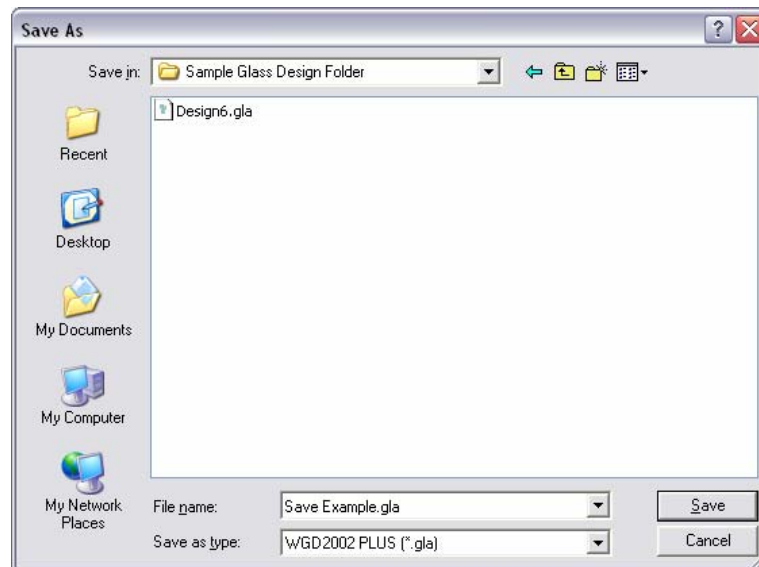 Save As
Save in: Sample Glass Design Folder
Design6.gla
Recent
Desktop
My Documents
My Computer
My Network
Places
File name: Save Example.gla Save
Save as type: WGD2002 PLUS (*.gla) Cancel